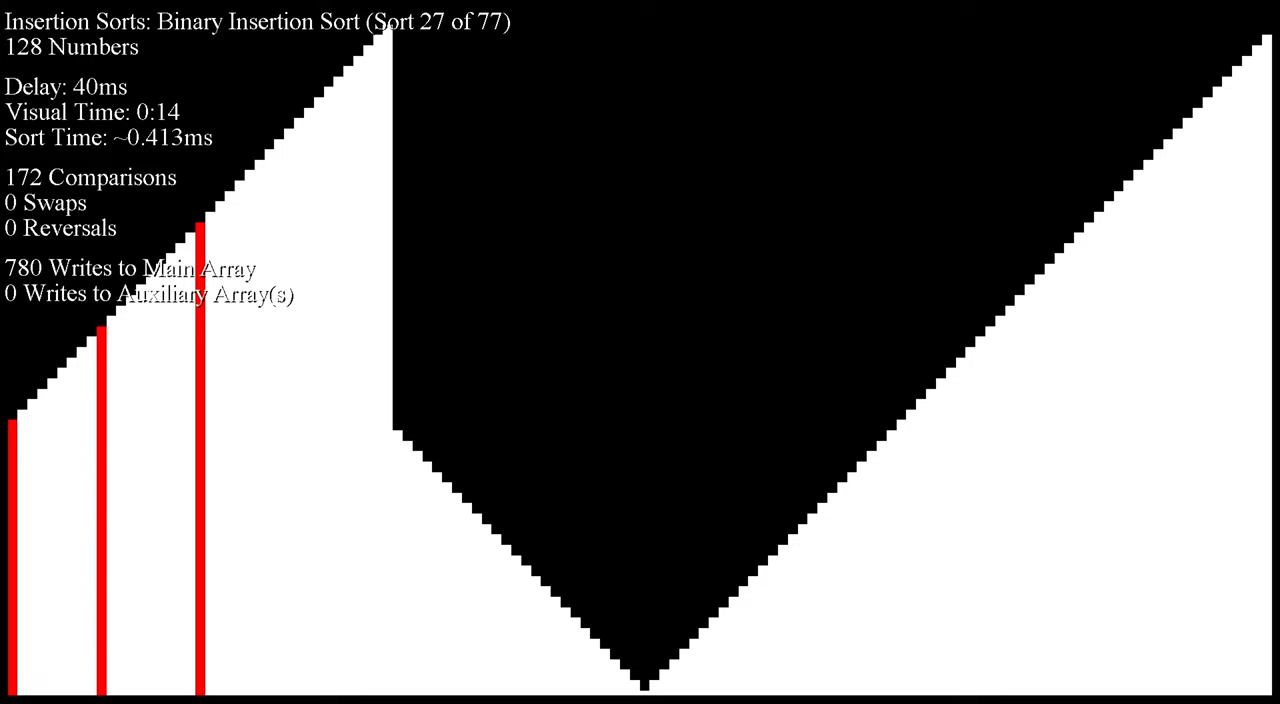 Insertion Sorts: Binary Insertion Sort (Sort 27 of 77)
128 Numbers
Delay: 40ms
Visual Time: 0:14
Sort Time: ~0.413ms
172 Comparisons
0 Swaps
0 Reversals
780 Writes to Main Array
0 Writes to Auxiliary Array(s)